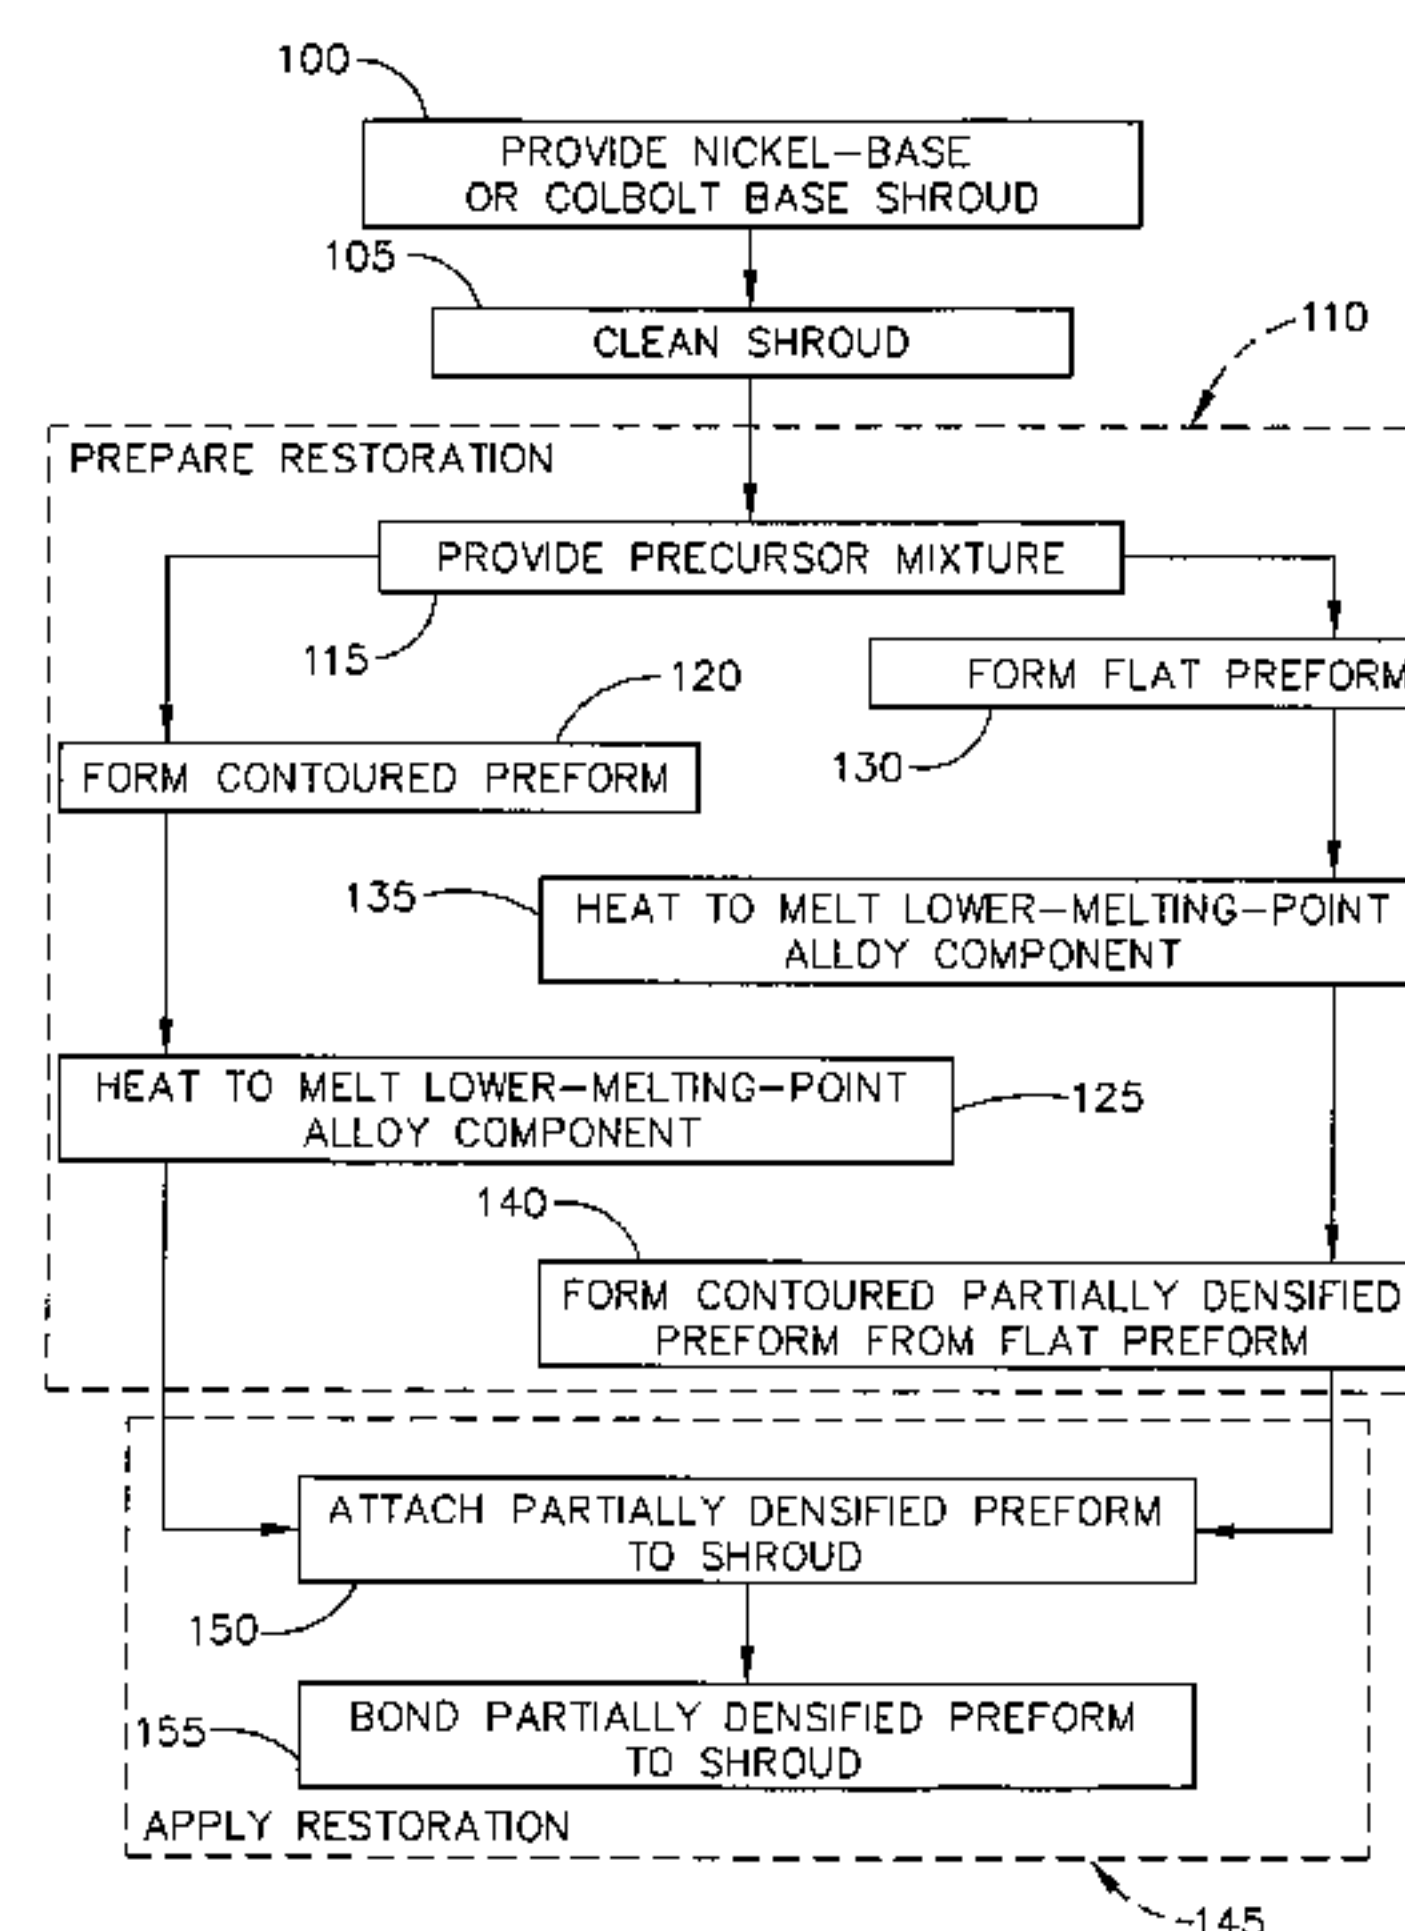 100
PROVIDE NICKEL-BASE
OR COLBOLT BASE SHROUD
105
CLEAN SHROUD
110
PREPARE RESTORATION
PROVIDE PRECURSOR MIXTURE
115
120
FORM FLAT PREFORM
130
FORM CONTOURED PREFORM
135
HEAT TO MELT LOWER-MELTING-POINT
ALLOY COMPONENT
HEAT TO MELT LOWER-MELTING-POINT
ALLOY COMPONENT
125
140
FORM CONTOURED PARTIALLY DENSIFIED
PREFORM FROM FLAT PREFORM
ATTACH PARTIALLY DENSIFIED PREFORM
TO SHROUD
150
BOND PARTIALLY DENSIFIED PREFORM
TO SHROUD
155
APPLY RESTORATION
145